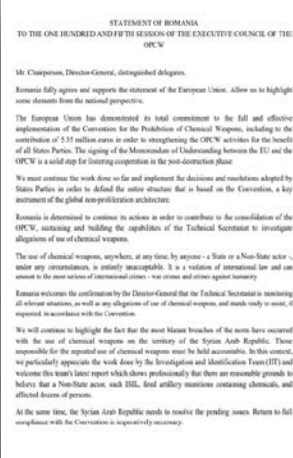 STATEMENT OF ROMANIA
TO THE ONE HUNDRED AND FIFTH SESSION OF THE EXECUTIVE COUNCIL OF THE
OPCW
Mr. Chairperson, Director-General, distinguished delegates,
Romania fully agrees and supports the statement of the European Union. Allow us to highlight
some elements from the national perspective.
The European Union has demonstrated its total commitment to the full and effective
implementation of the Convention for the Prohibition of Chemical Weapons, including to the
contribution of 5.35 million euros in order to strengthening the OPCW activities for the benefit
of all States Parties. The signing of the Memorandum of Understanding between the EU and the
OPCW is a solid step for fostering cooperation in the post-destruction phase.
We must continue the work done so far and implement the decisions and resolutions adopted by
States Parties in order to defend the entire structure that is based on the Convention, a key
instrument of the global non-proliferation architecture.
Romania is determined to continue its actions in order to contribute to the consolidation of the
OPCW, sustaining and building the capabilities of the Technical Secretariat to investigate
allegations of use of chemical weapons.
The use of chemical weapons, anywhere, at any time, by anyone - a State or a Non-State actor -,
under any circumstances, is entirely unacceptable. It is a violation of international law and can
amount to the most serious of international crimes - war crimes and crimes against humanity.
Romania welcomes the confirmation by the Director-General that the Technical Secretariat is monitoring
all relevant situations, as well as any allegations of use of chemical weapons, and stands ready to assist, if
requested, in accordance with the Convention.
We will continue to highlight the fact that the most blatant breaches of the norm have occurred
with the use of chemical weapons on the territory of the Syrian Arab Republic. Those
responsible for the repeated use of chemical weapons must be held accountable. In this context,
we particularly appreciate the work done by the Investigation and Identification Team (IIT) and
welcome this team's latest report which shows professionally that there are reasonable grounds to
believe that a Non-State actor, such ISIL, fired artillery munitions containing chemicals, and
affected dozens of persons.
At the same time, the Syrian Arab Republic needs to resolve the pending issues. Return to full
compliance with the Convention is imperatively necessary.